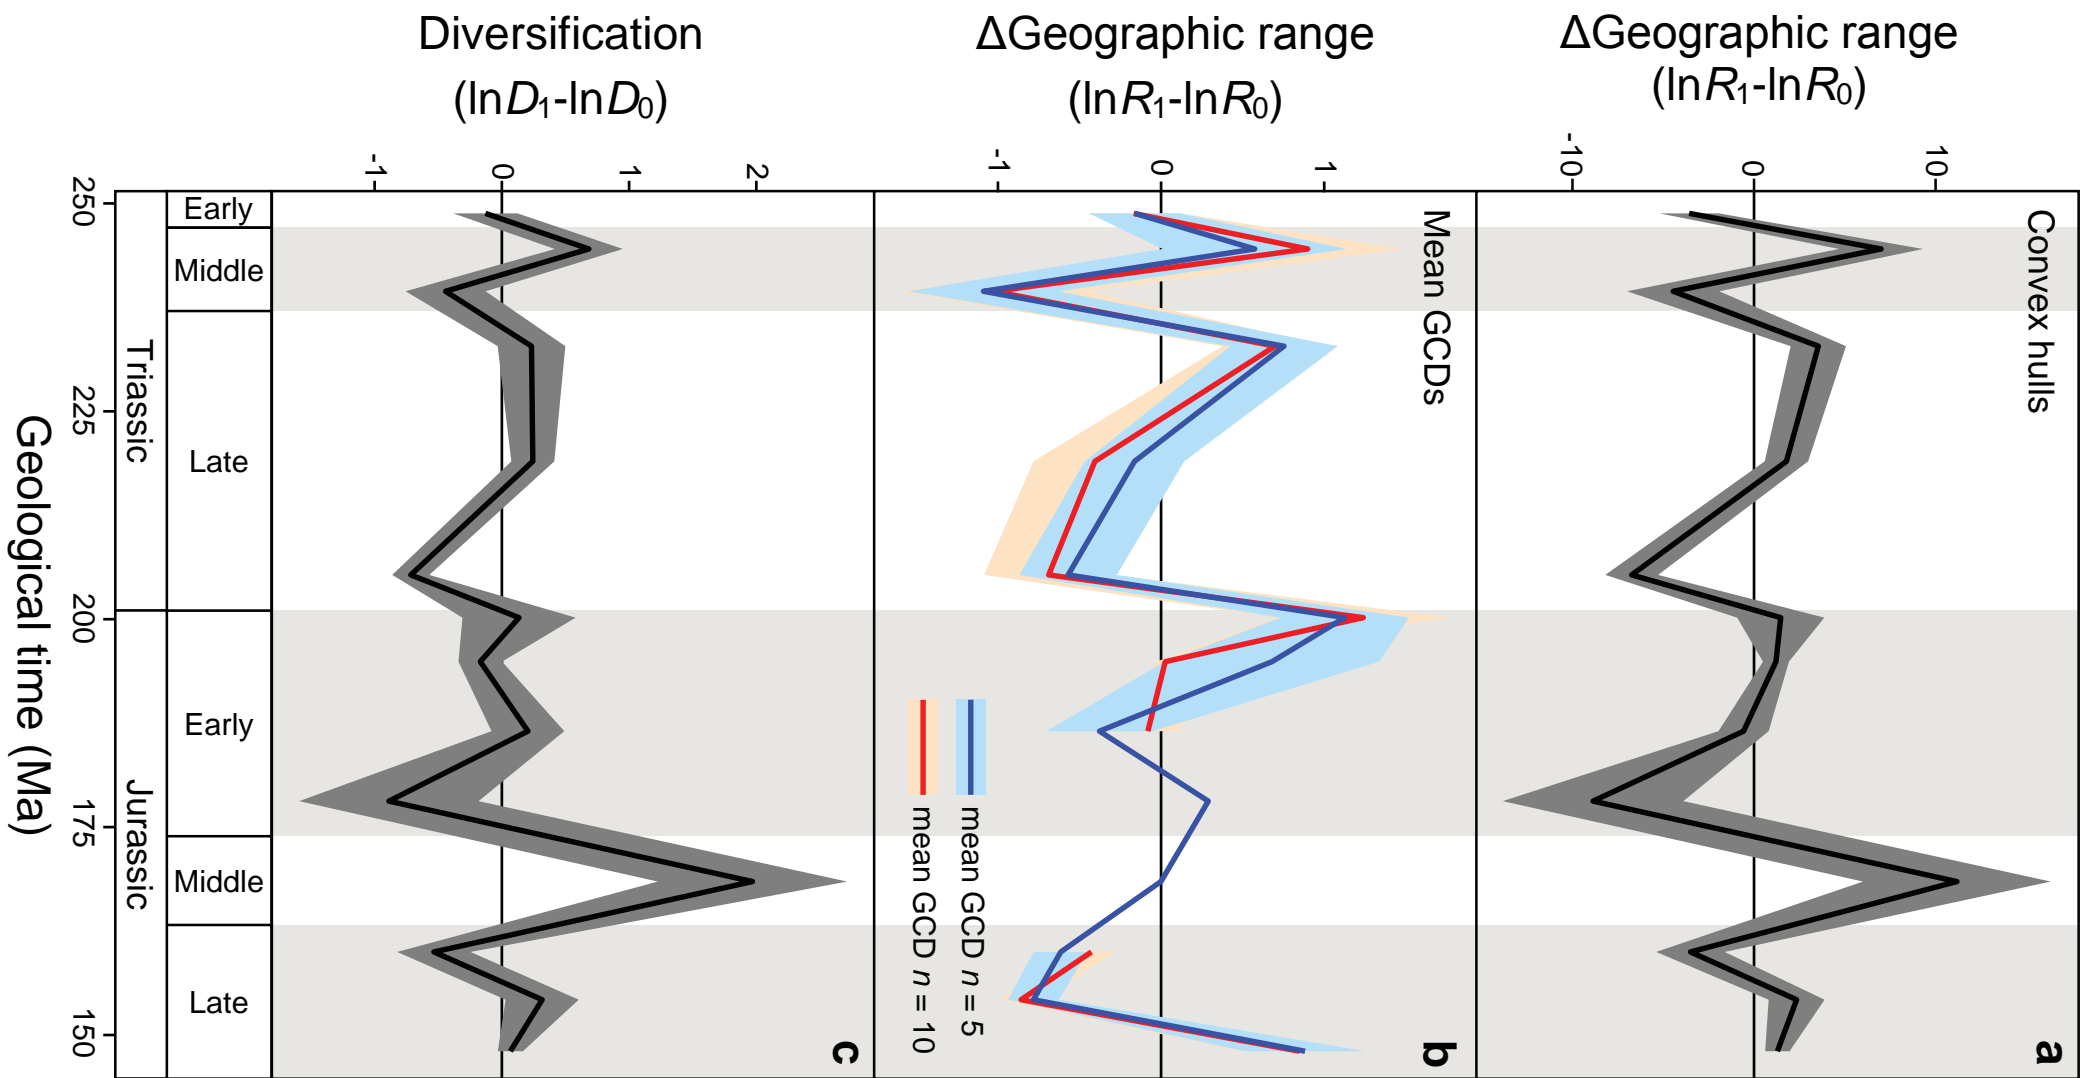 Diversification
(lnD₁-lnD₀)
ΔGeographic range
(lnR₁-lnR₀)
ΔGeographic range
(lnR₁-lnR₀)
-1
0
1
2
-1
0
1
-10
0
10
Convex hulls
a
Mean GCDs
mean GCD n = 5
mean GCD n = 10
b
c
Early
Middle
Late
Early
Middle
Late
Triassic
Jurassic
250
225
200
175
150
Geological time (Ma)